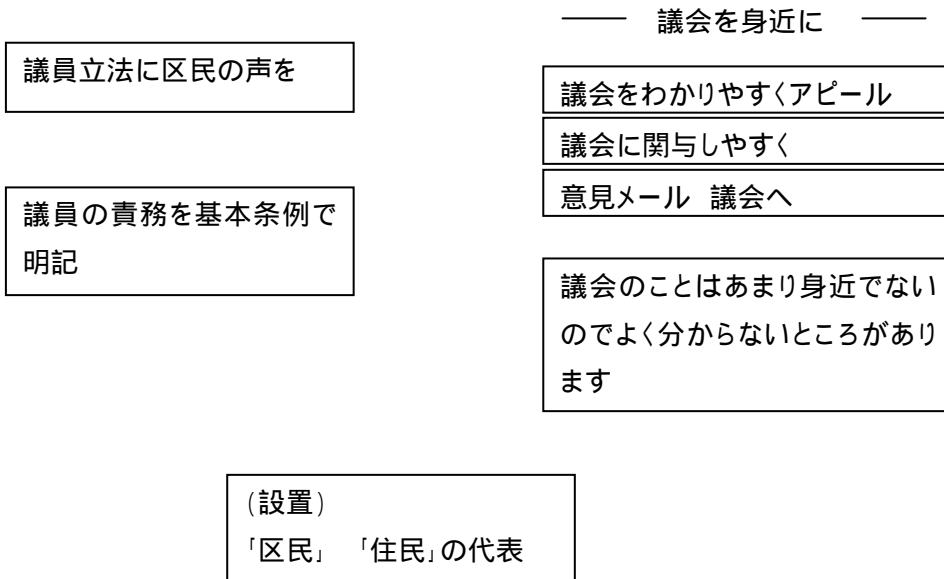 議員立法に区民の声を
議員の責務を基本条例で
明記
―― 議会を身近に ――
議会をわかりやすくアピール
議会に関与しやすく
意見メール 議会へ
議会のことはあまり身近でない
のでよく分からないところがあり
ます
(設置)
「区民」 「住民」の代表